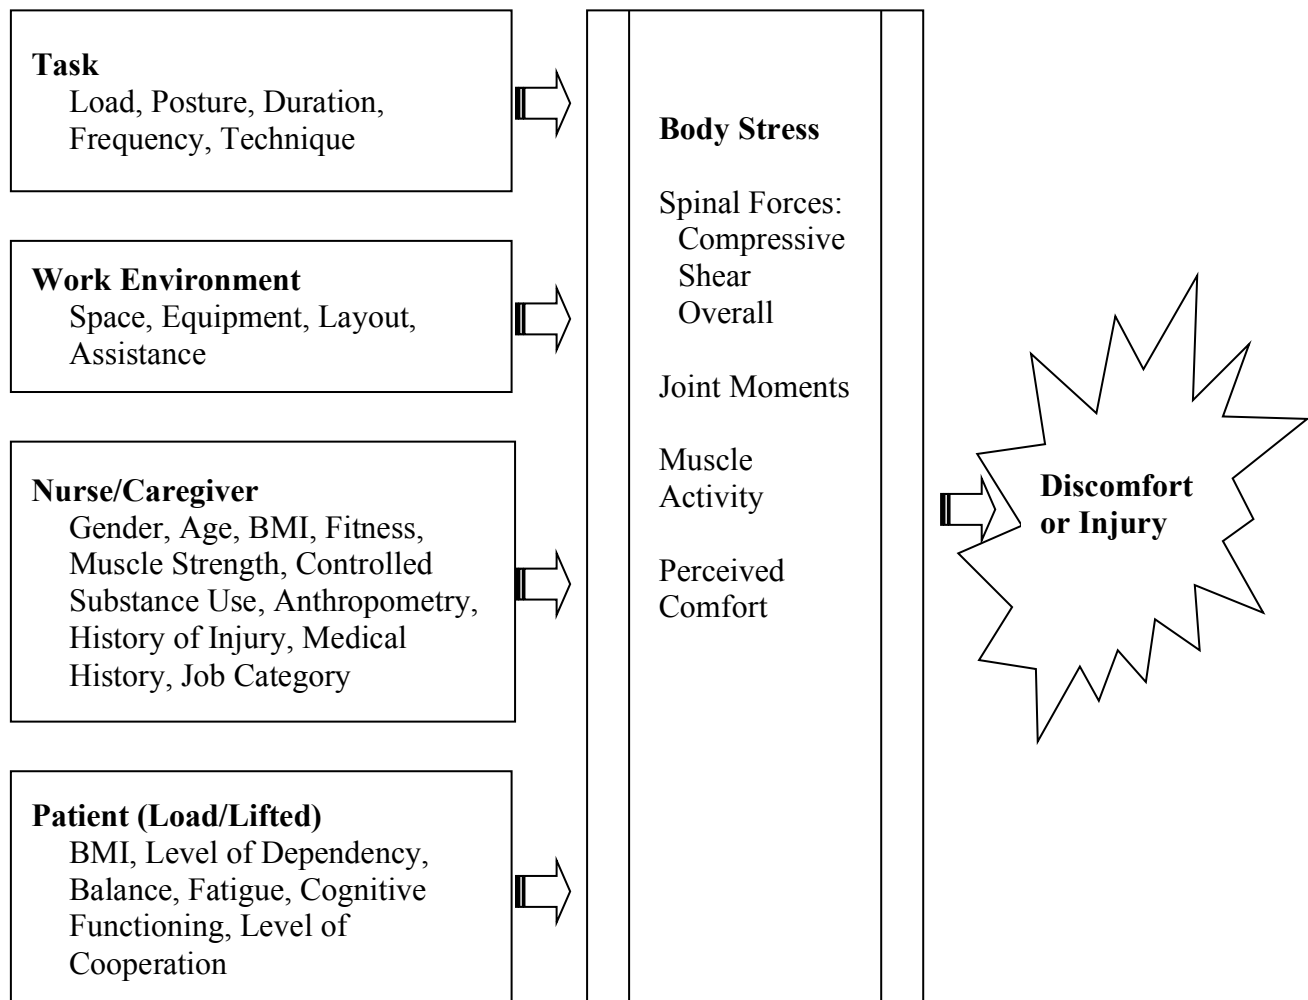 Task
Load, Posture, Duration,
Frequency, Technique
Work Environment
Space, Equipment, Layout,
Assistance
Nurse/Caregiver
Gender, Age, BMI, Fitness,
Muscle Strength, Controlled
Substance Use, Anthropometry,
History of Injury, Medical
History, Job Category
Patient (Load/Lifted)
BMI, Level of Dependency,
Balance, Fatigue, Cognitive
Functioning, Level of
Cooperation
Body Stress
Spinal Forces:
Compressive
Shear
Overall
Joint Moments
Muscle
Activity
Perceived
Comfort
Discomfort
or Injury